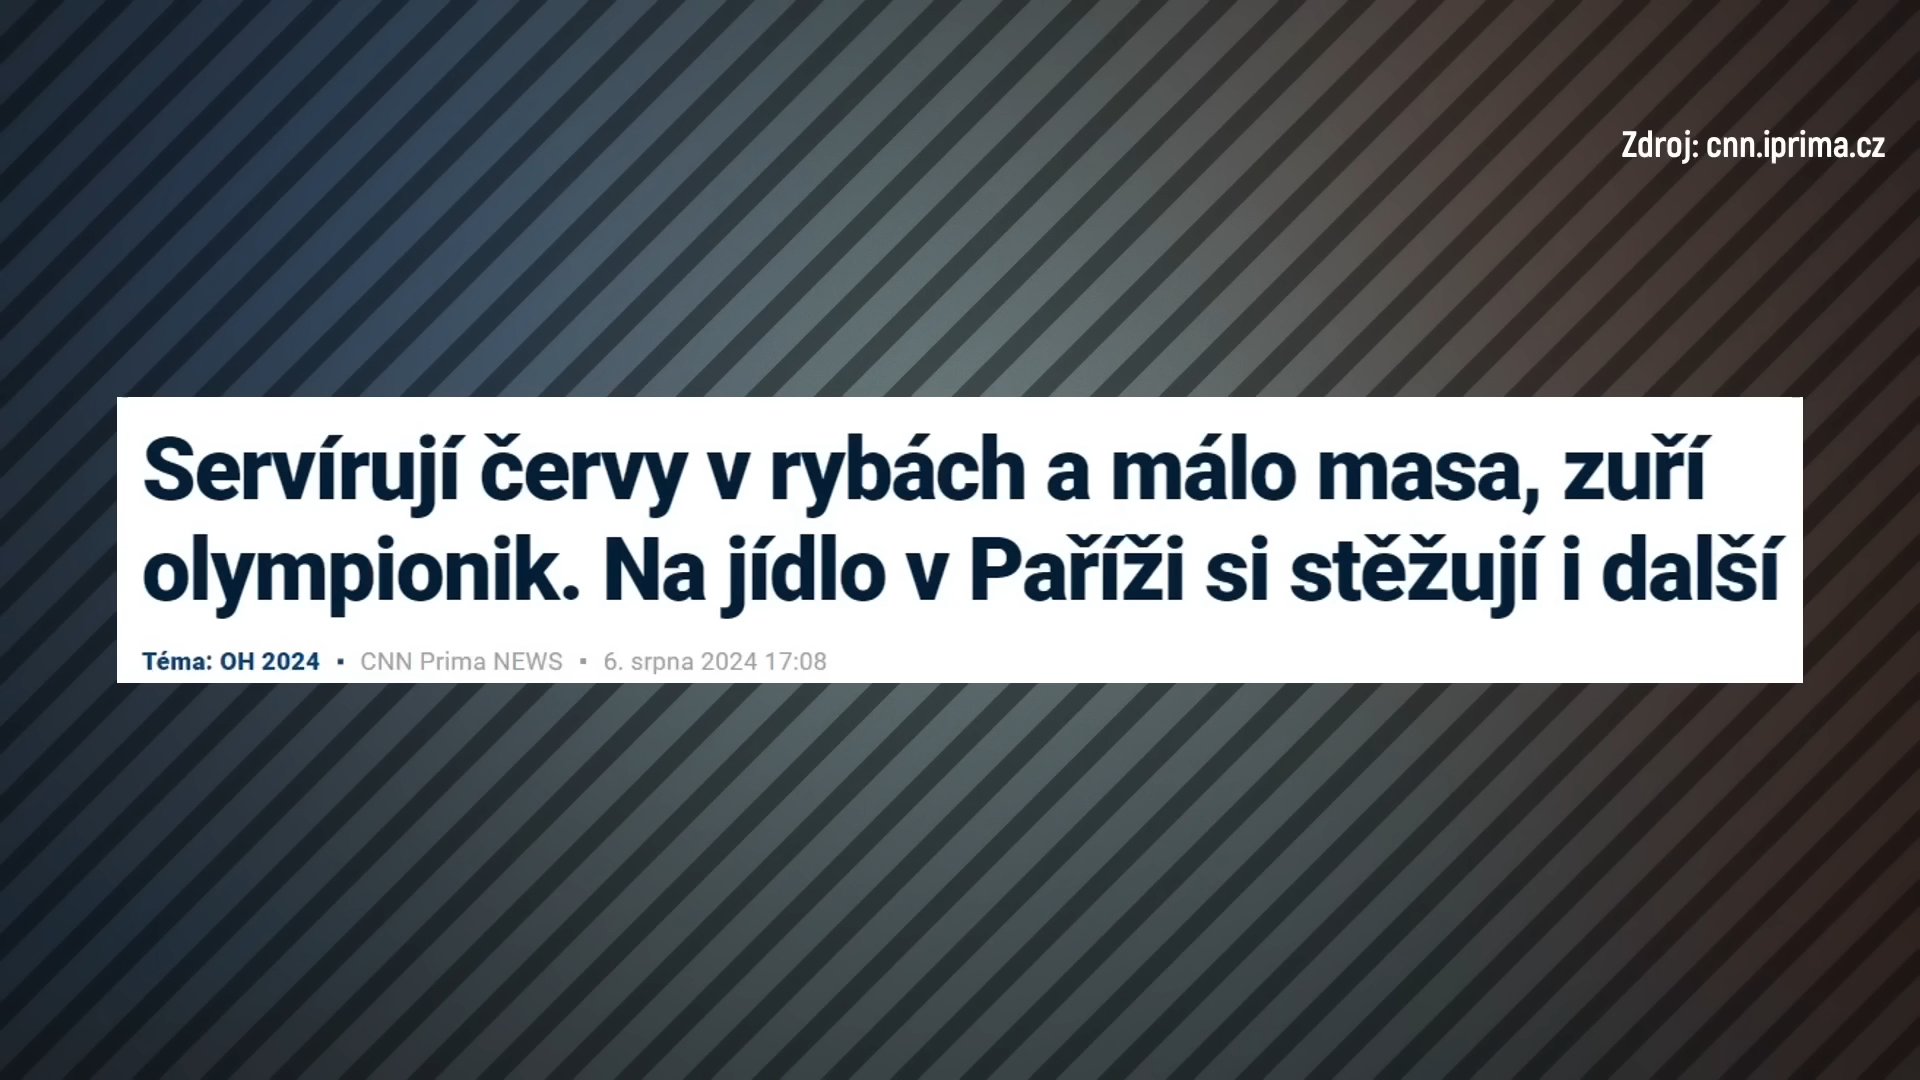 Zdroj: cnn.iprima.cz
Servírují červy v rybách a málo masa, zuří
olympionik. Na jídlo v Paříži si stěžují i další
Téma: OH 2024 ▪ CNN Prima NEWS ▪ 6. srpna 2024 17:08